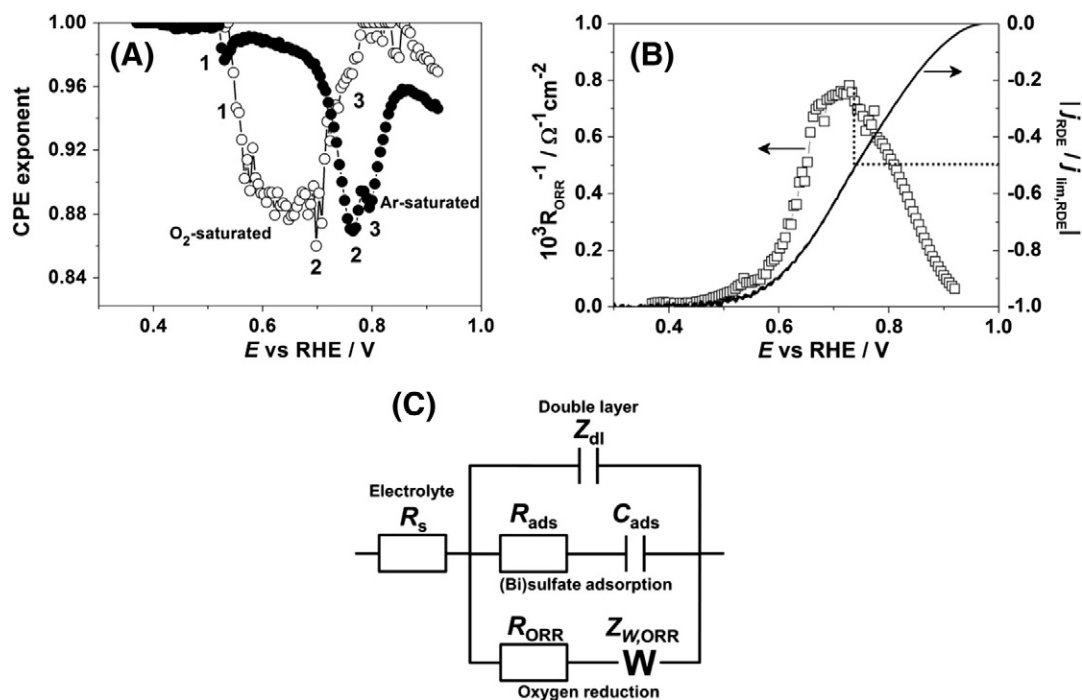 (A)
1.00
0.96
0.92
0.88
0.84
CPE exponent
1
1
2
3
2
3
O2-saturated
Ar-saturated
0.4 0.6 0.8 1.0
E vs RHE / V
(B)
1.0
0.8
0.6
0.4
0.2
0.0
10³R_ORR⁻¹ / Ω⁻¹cm⁻²
0.0
-0.2
-0.4
-0.6
-0.8
-1.0
|j_RDE / j_lim,RDE|
0.4 0.6 0.8 1.0
E vs RHE / V
(C)
Double layer
Z_dl
Electrolyte
R_s
R_ads C_ads
(Bi)sulfate adsorption
R_ORR Z_W,ORR
W
Oxygen reduction